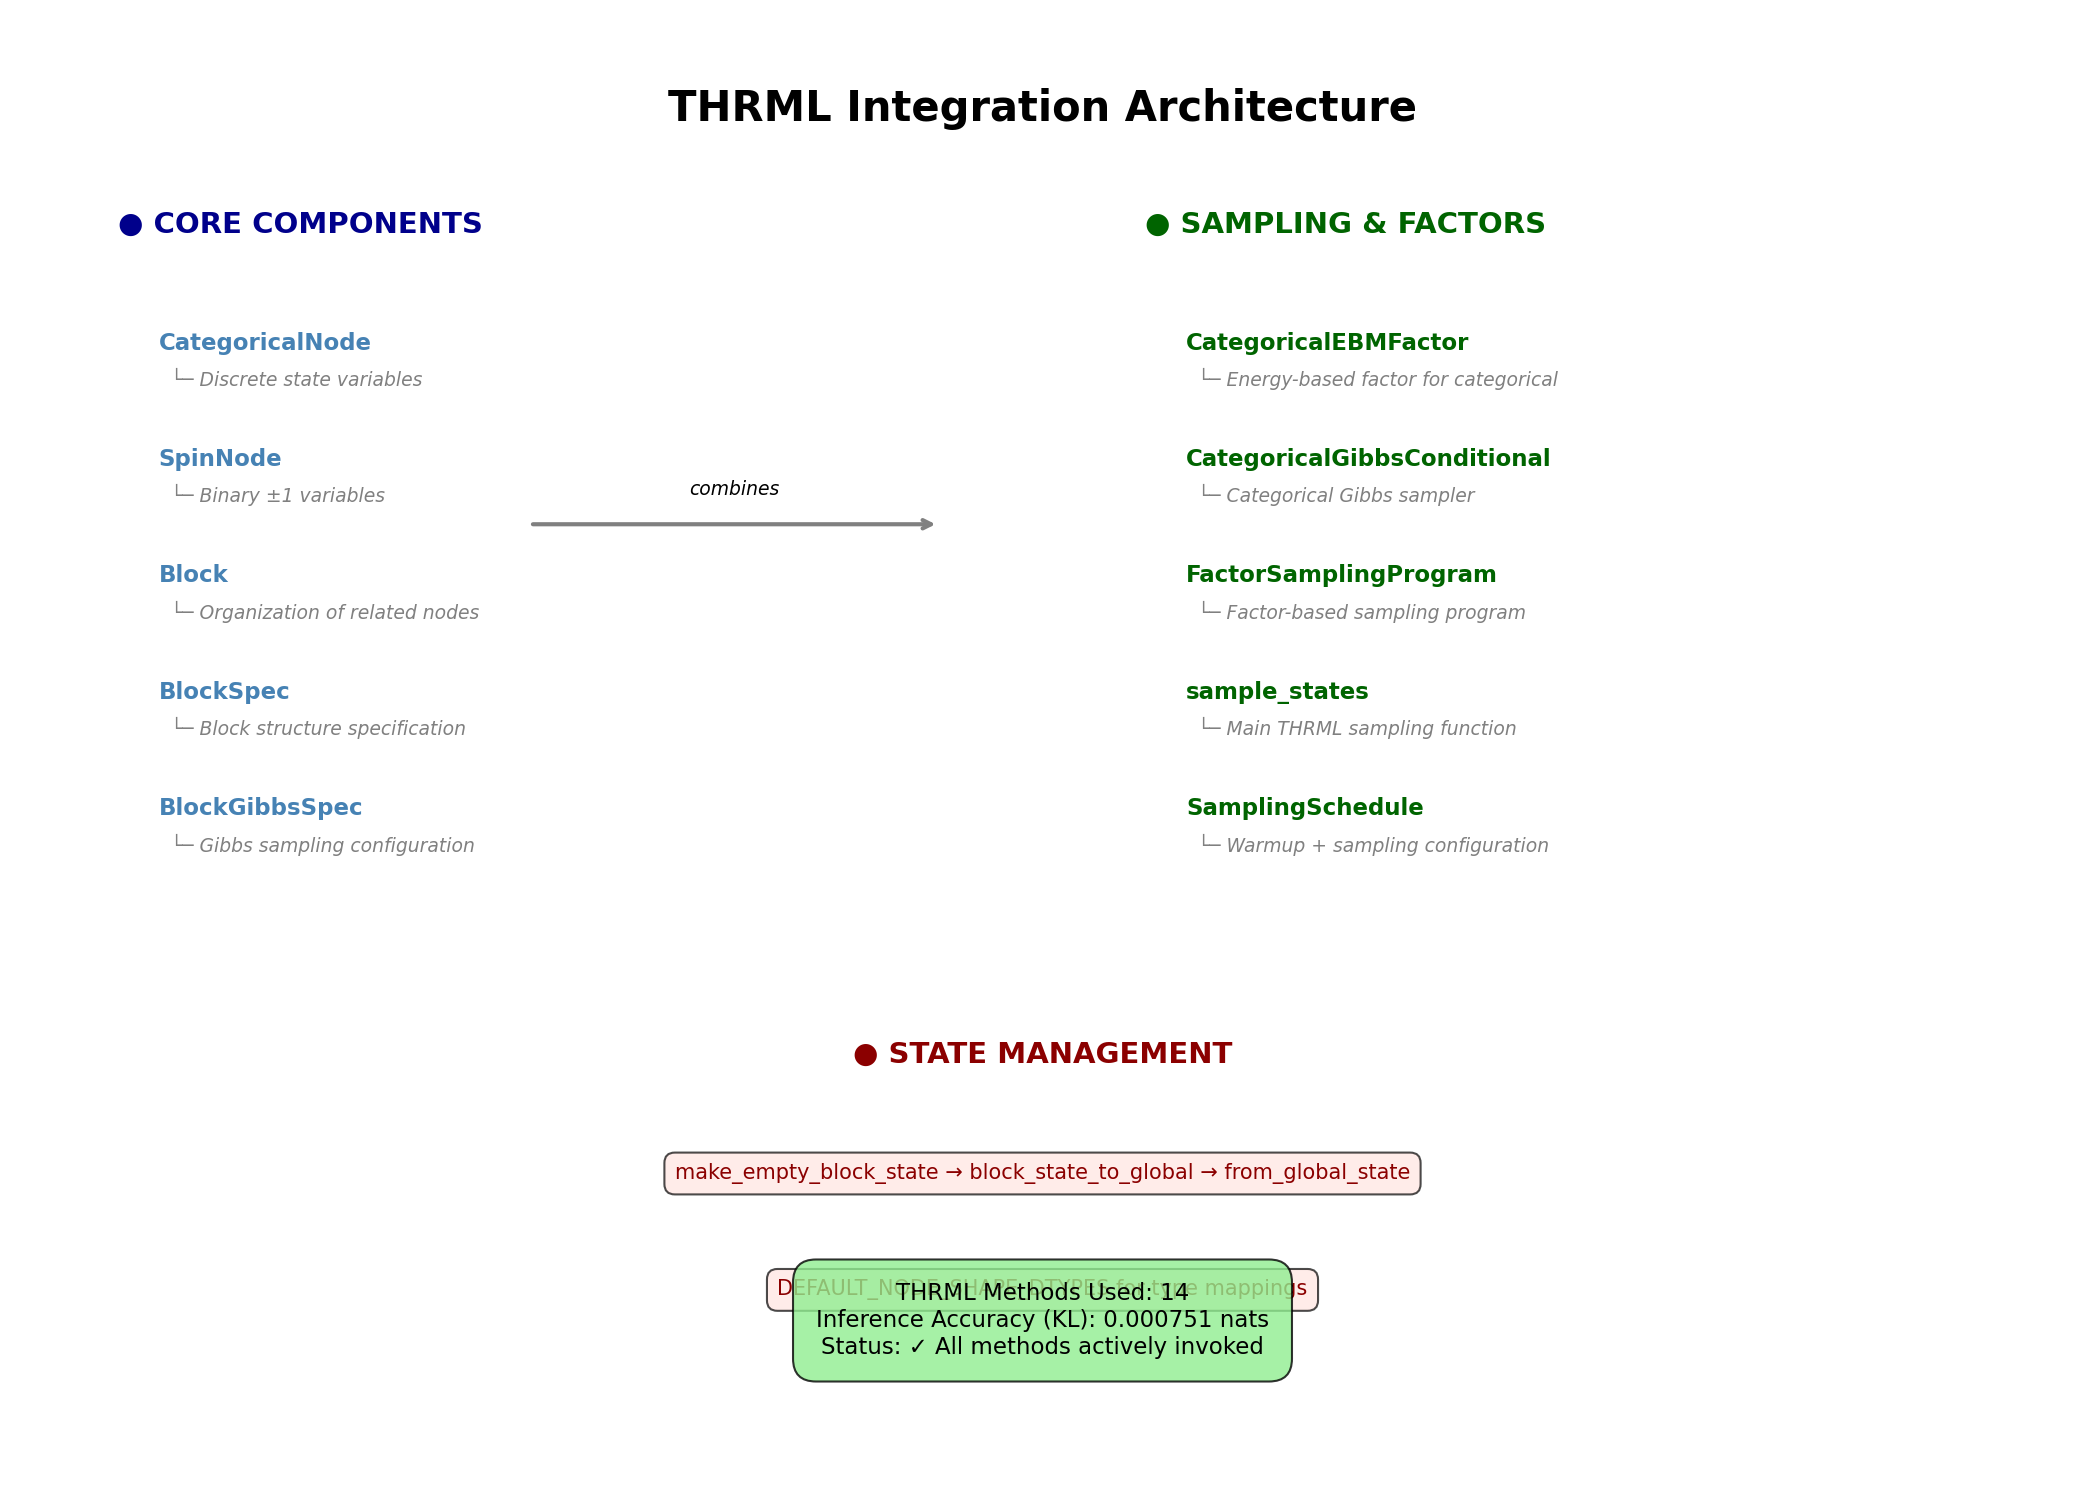 THRML Integration Architecture
● CORE COMPONENTS
CategoricalNode
└─ Discrete state variables
SpinNode
└─ Binary ±1 variables
Block
└─ Organization of related nodes
BlockSpec
└─ Block structure specification
BlockGibbsSpec
└─ Gibbs sampling configuration
combines
● SAMPLING & FACTORS
CategoricalEBMFactor
└─ Energy-based factor for categorical
CategoricalGibbsConditional
└─ Categorical Gibbs sampler
FactorSamplingProgram
└─ Factor-based sampling program
sample_states
└─ Main THRML sampling function
SamplingSchedule
└─ Warmup + sampling configuration
● STATE MANAGEMENT
make_empty_block_state → block_state_to_global → from_global_state
DEFAULT_NODE_SHAPE_DTYPES for type mappings
THRML Methods Used: 14
Inference Accuracy (KL): 0.000751 nats
Status: ✓ All methods actively invoked